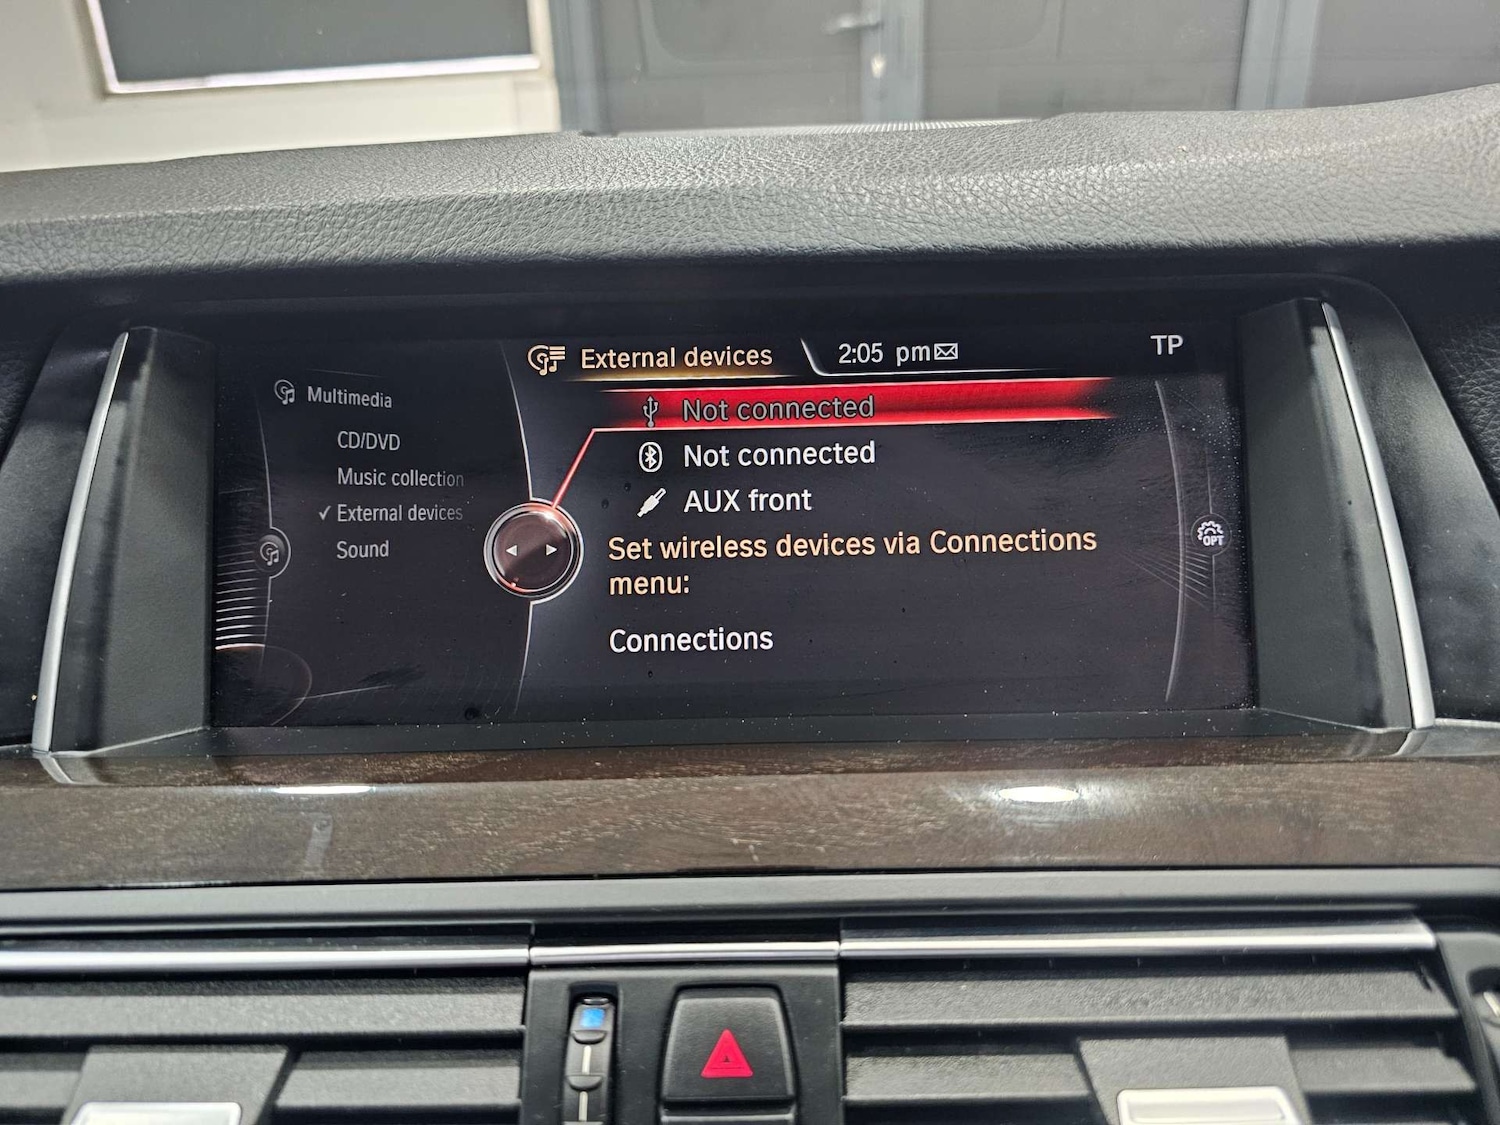 External devices
2:05 pm
TP
Multimedia
CD/DVD
Music collection
✓ External devices
Sound
Not connected
Not connected
AUX front
Set wireless devices via Connections
menu:
Connections
OPT